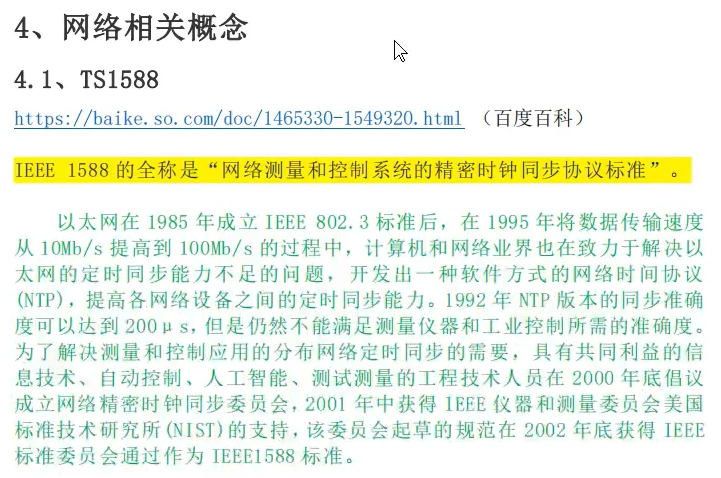 4、网络相关概念
4.1、TS1588
https://baike.so.com/doc/1465330-1549320.html （百度百科）
IEEE 1588 的全称是“网络测量和控制系统的精密时钟同步协议标准”。
以太网在 1985 年成立 IEEE 802.3 标准后，在 1995 年将数据传输速度
从 10Mb/s 提高到 100Mb/s 的过程中，计算机和网络业界也在致力于解决以
太网的定时同步能力不足的问题，开发出一种软件方式的网络时间协议
(NTP)，提高各网络设备之间的定时同步能力。1992 年 NTP 版本的同步准确
度可以达到 200μs，但是仍然不能满足测量仪器和工业控制所需的准确度。
为了解决测量和控制应用的分布网络定时同步的需要，具有共同利益的信
息技术、自动控制、人工智能、测试测量的工程技术人员在 2000 年底倡议
成立网络精密时钟同步委员会，2001 年中获得 IEEE 仪器和测量委员会美国
标准技术研究所(NIST)的支持，该委员会起草的规范在 2002 年底获得 IEEE
标准委员会通过作为 IEEE1588 标准。